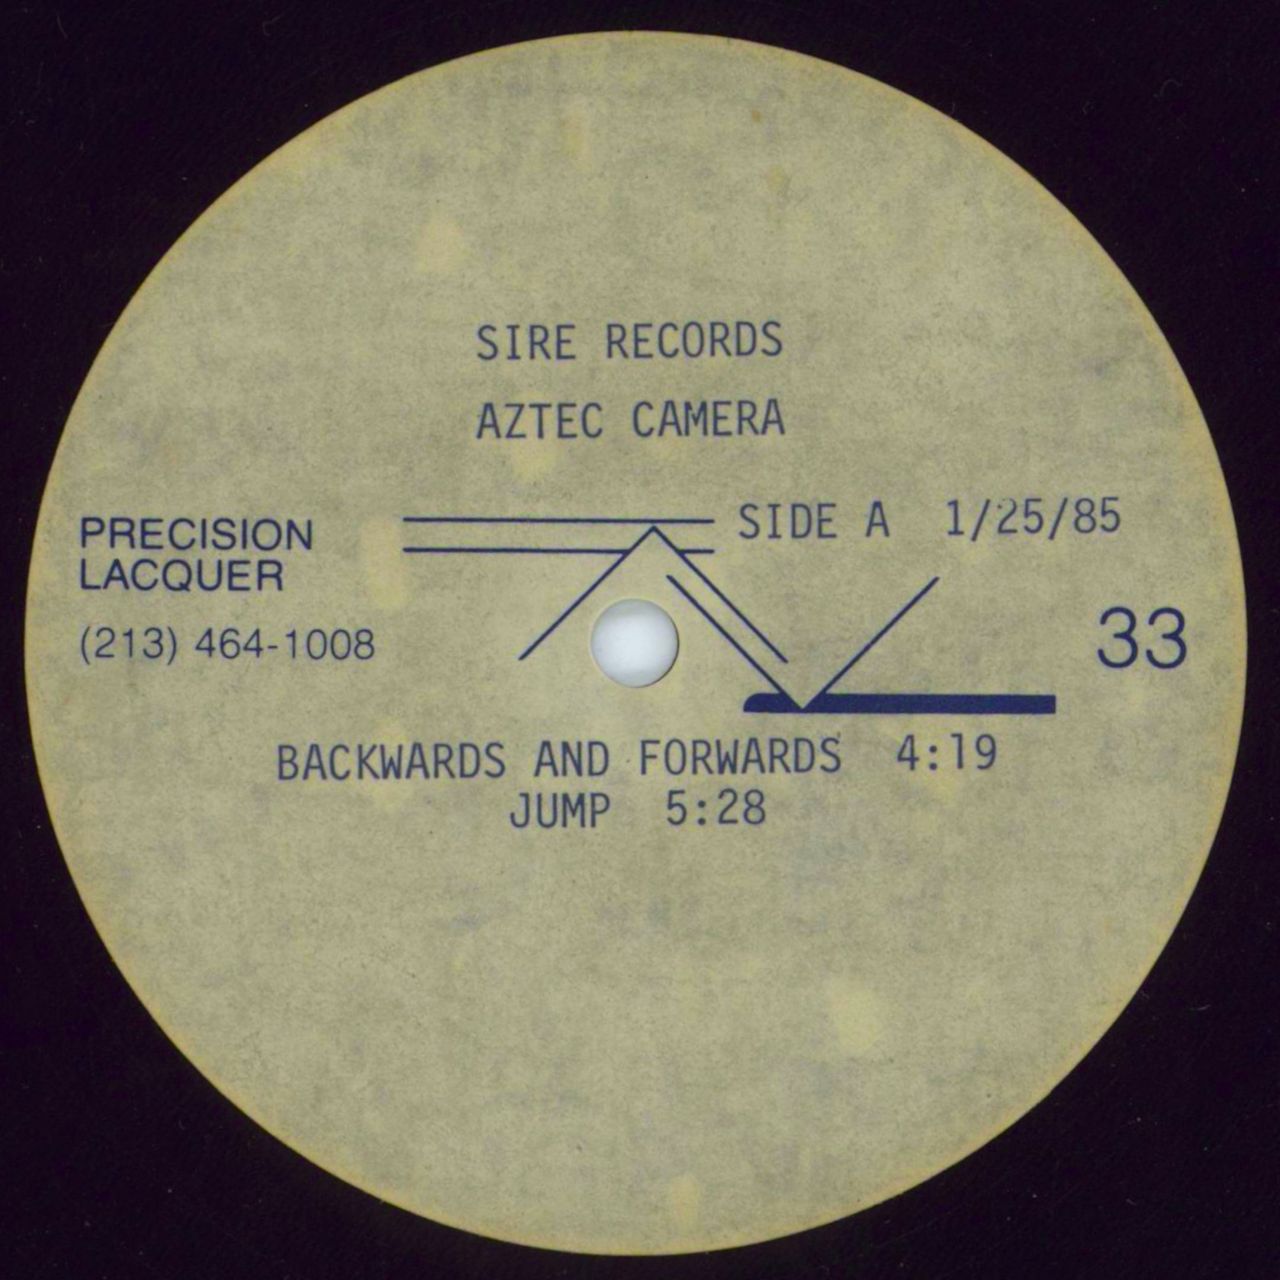 SIRE RECORDS
AZTEC CAMERA
SIDE A 1/25/85
PRECISION
LACQUER
(213) 464-1008
33
BACKWARDS AND FORWARDS 4:19
JUMP 5:28